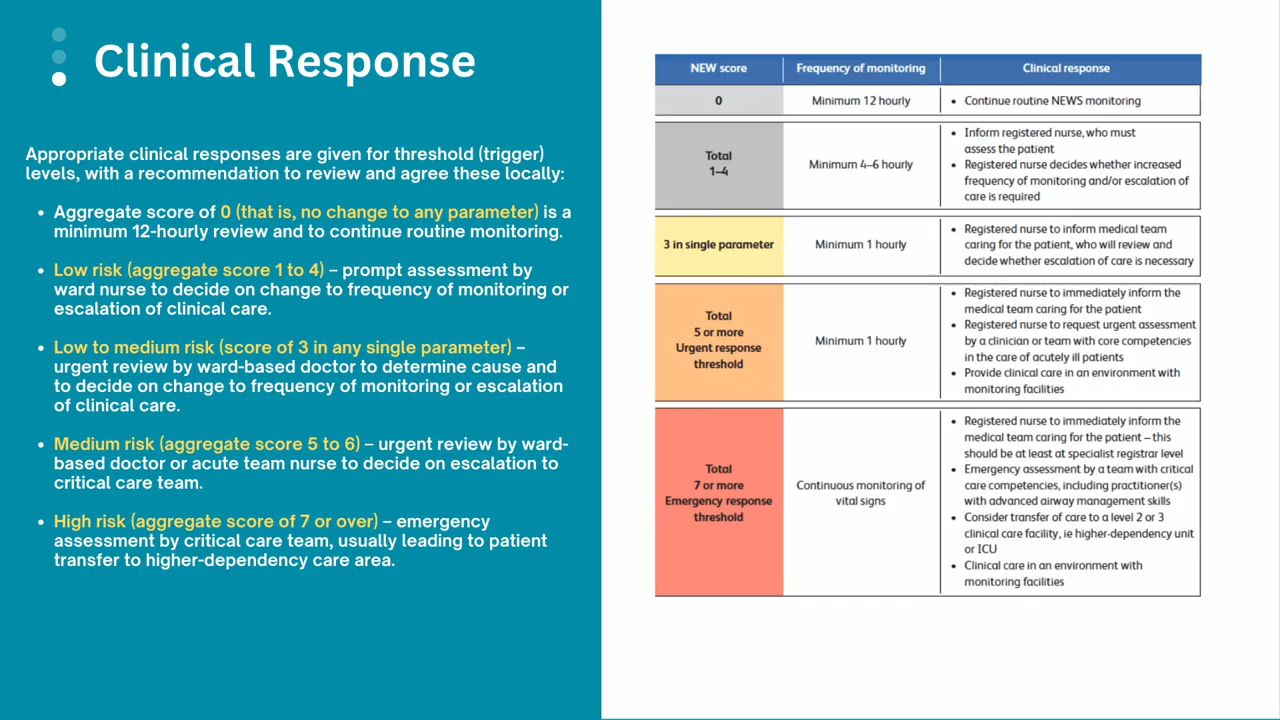 Clinical Response
Appropriate clinical responses are given for threshold (trigger)
levels, with a recommendation to review and agree these locally:
• Aggregate score of 0 (that is, no change to any parameter) is a
minimum 12-hourly review and to continue routine monitoring.
• Low risk (aggregate score 1 to 4) – prompt assessment by
ward nurse to decide on change to frequency of monitoring or
escalation of clinical care.
• Low to medium risk (score of 3 in any single parameter) –
urgent review by ward-based doctor to determine cause and
to decide on change to frequency of monitoring or escalation
of clinical care.
• Medium risk (aggregate score 5 to 6) – urgent review by ward-
based doctor or acute team nurse to decide on escalation to
critical care team.
• High risk (aggregate score of 7 or over) – emergency
assessment by critical care team, usually leading to patient
transfer to higher-dependency care area.
NEW score Frequency of monitoring Clinical response
0 Minimum 12 hourly • Continue routine NEWS monitoring
Total
1–4
Minimum 4–6 hourly
• Inform registered nurse, who must
assess the patient
• Registered nurse decides whether increased
frequency of monitoring and/or escalation of
care is required
3 in single parameter
Minimum 1 hourly
• Registered nurse to inform medical team
caring for the patient, who will review and
decide whether escalation of care is necessary
Total
5 or more
Urgent response
threshold
Minimum 1 hourly
• Registered nurse to immediately inform the
medical team caring for the patient
• Registered nurse to request urgent assessment
by a clinician or team with core competencies
in the care of acutely ill patients
• Provide clinical care in an environment with
monitoring facilities
Total
7 or more
Emergency response
threshold
Continuous monitoring of
vital signs
• Registered nurse to immediately inform the
medical team caring for the patient – this
should be at least at specialist registrar level
• Emergency assessment by a team with critical
care competencies, including practitioner(s)
with advanced airway management skills
• Consider transfer of care to a level 2 or 3
clinical care facility, ie higher-dependency unit
or ICU
• Clinical care in an environment with
monitoring facilities